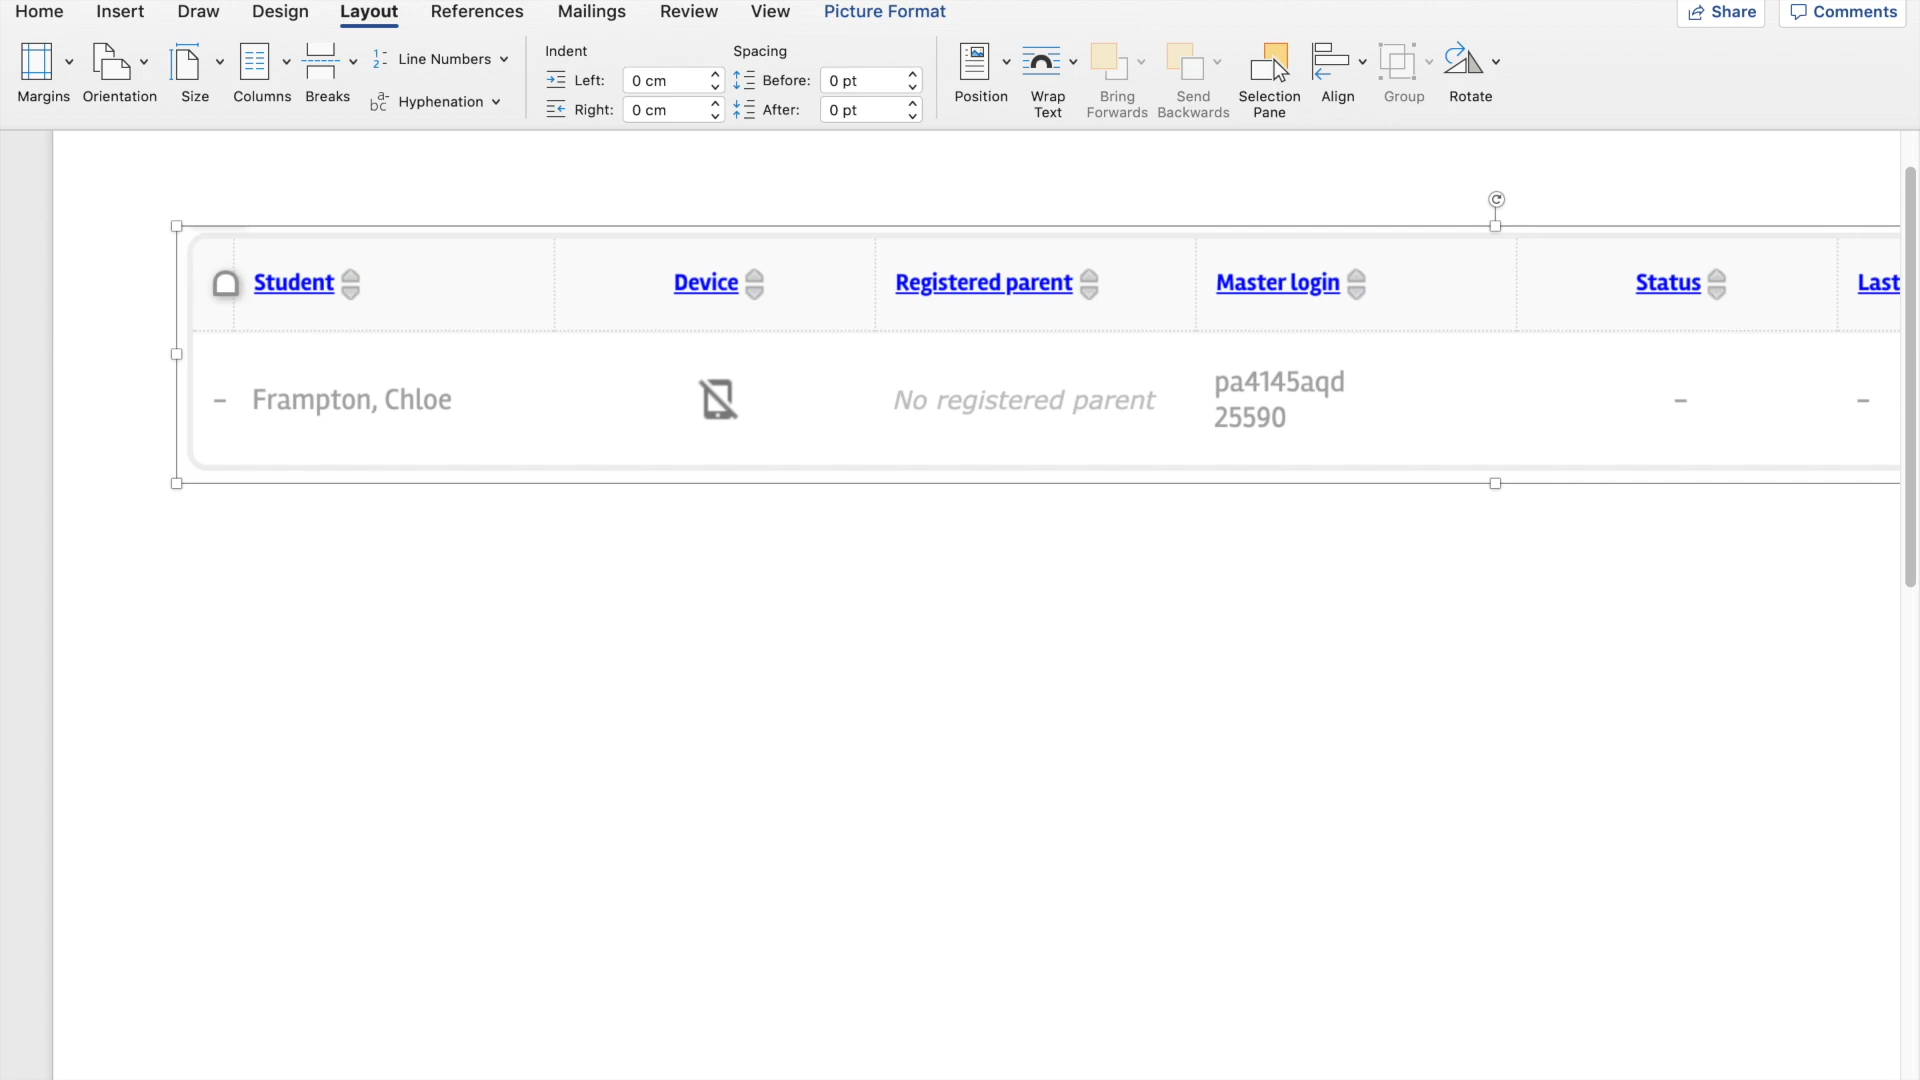 Home Insert Draw Design Layout References Mailings Review View Picture Format Share Comments
Margins Orientation Size Columns Breaks
1-
2-
Line Numbers
a-
bc
Hyphenation
Indent
Left: 0 cm
Right: 0 cm
Spacing
Before: 0 pt
After: 0 pt
Position
Wrap
Text
Bring
Forwards
Send
Backwards
Selection
Pane
Align
Group
Rotate
Student Device Registered parent Master login Status Last
– Frampton, Chloe No registered parent pa4145aqd
25590
– –